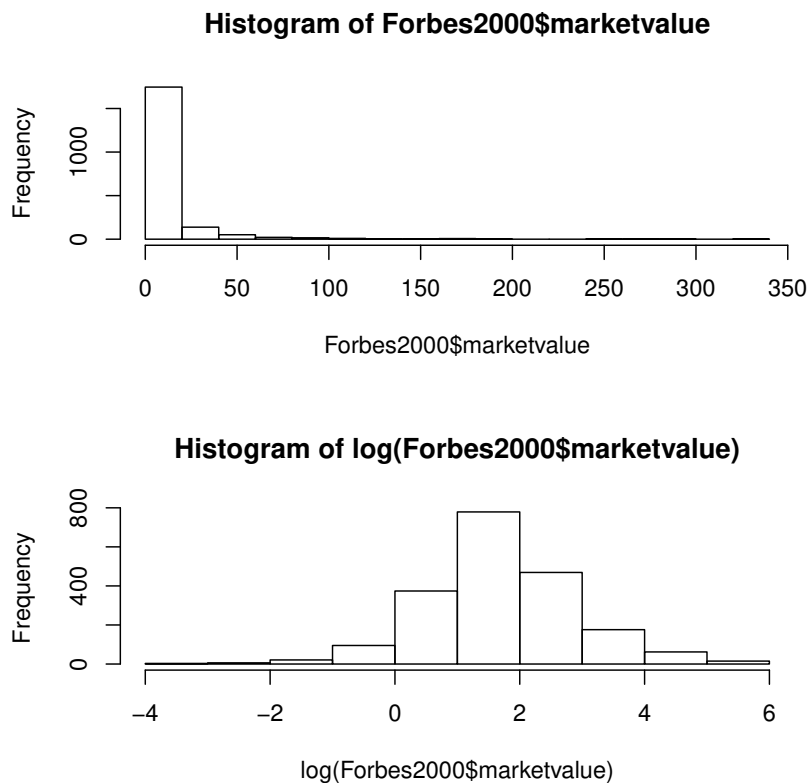 Histogram of Forbes2000$marketvalue
Frequency
1000
0
0 50 100 150 200 250 300 350
Forbes2000$marketvalue
Histogram of log(Forbes2000$marketvalue)
Frequency
800
400
0
−4 −2 0 2 4 6
log(Forbes2000$marketvalue)